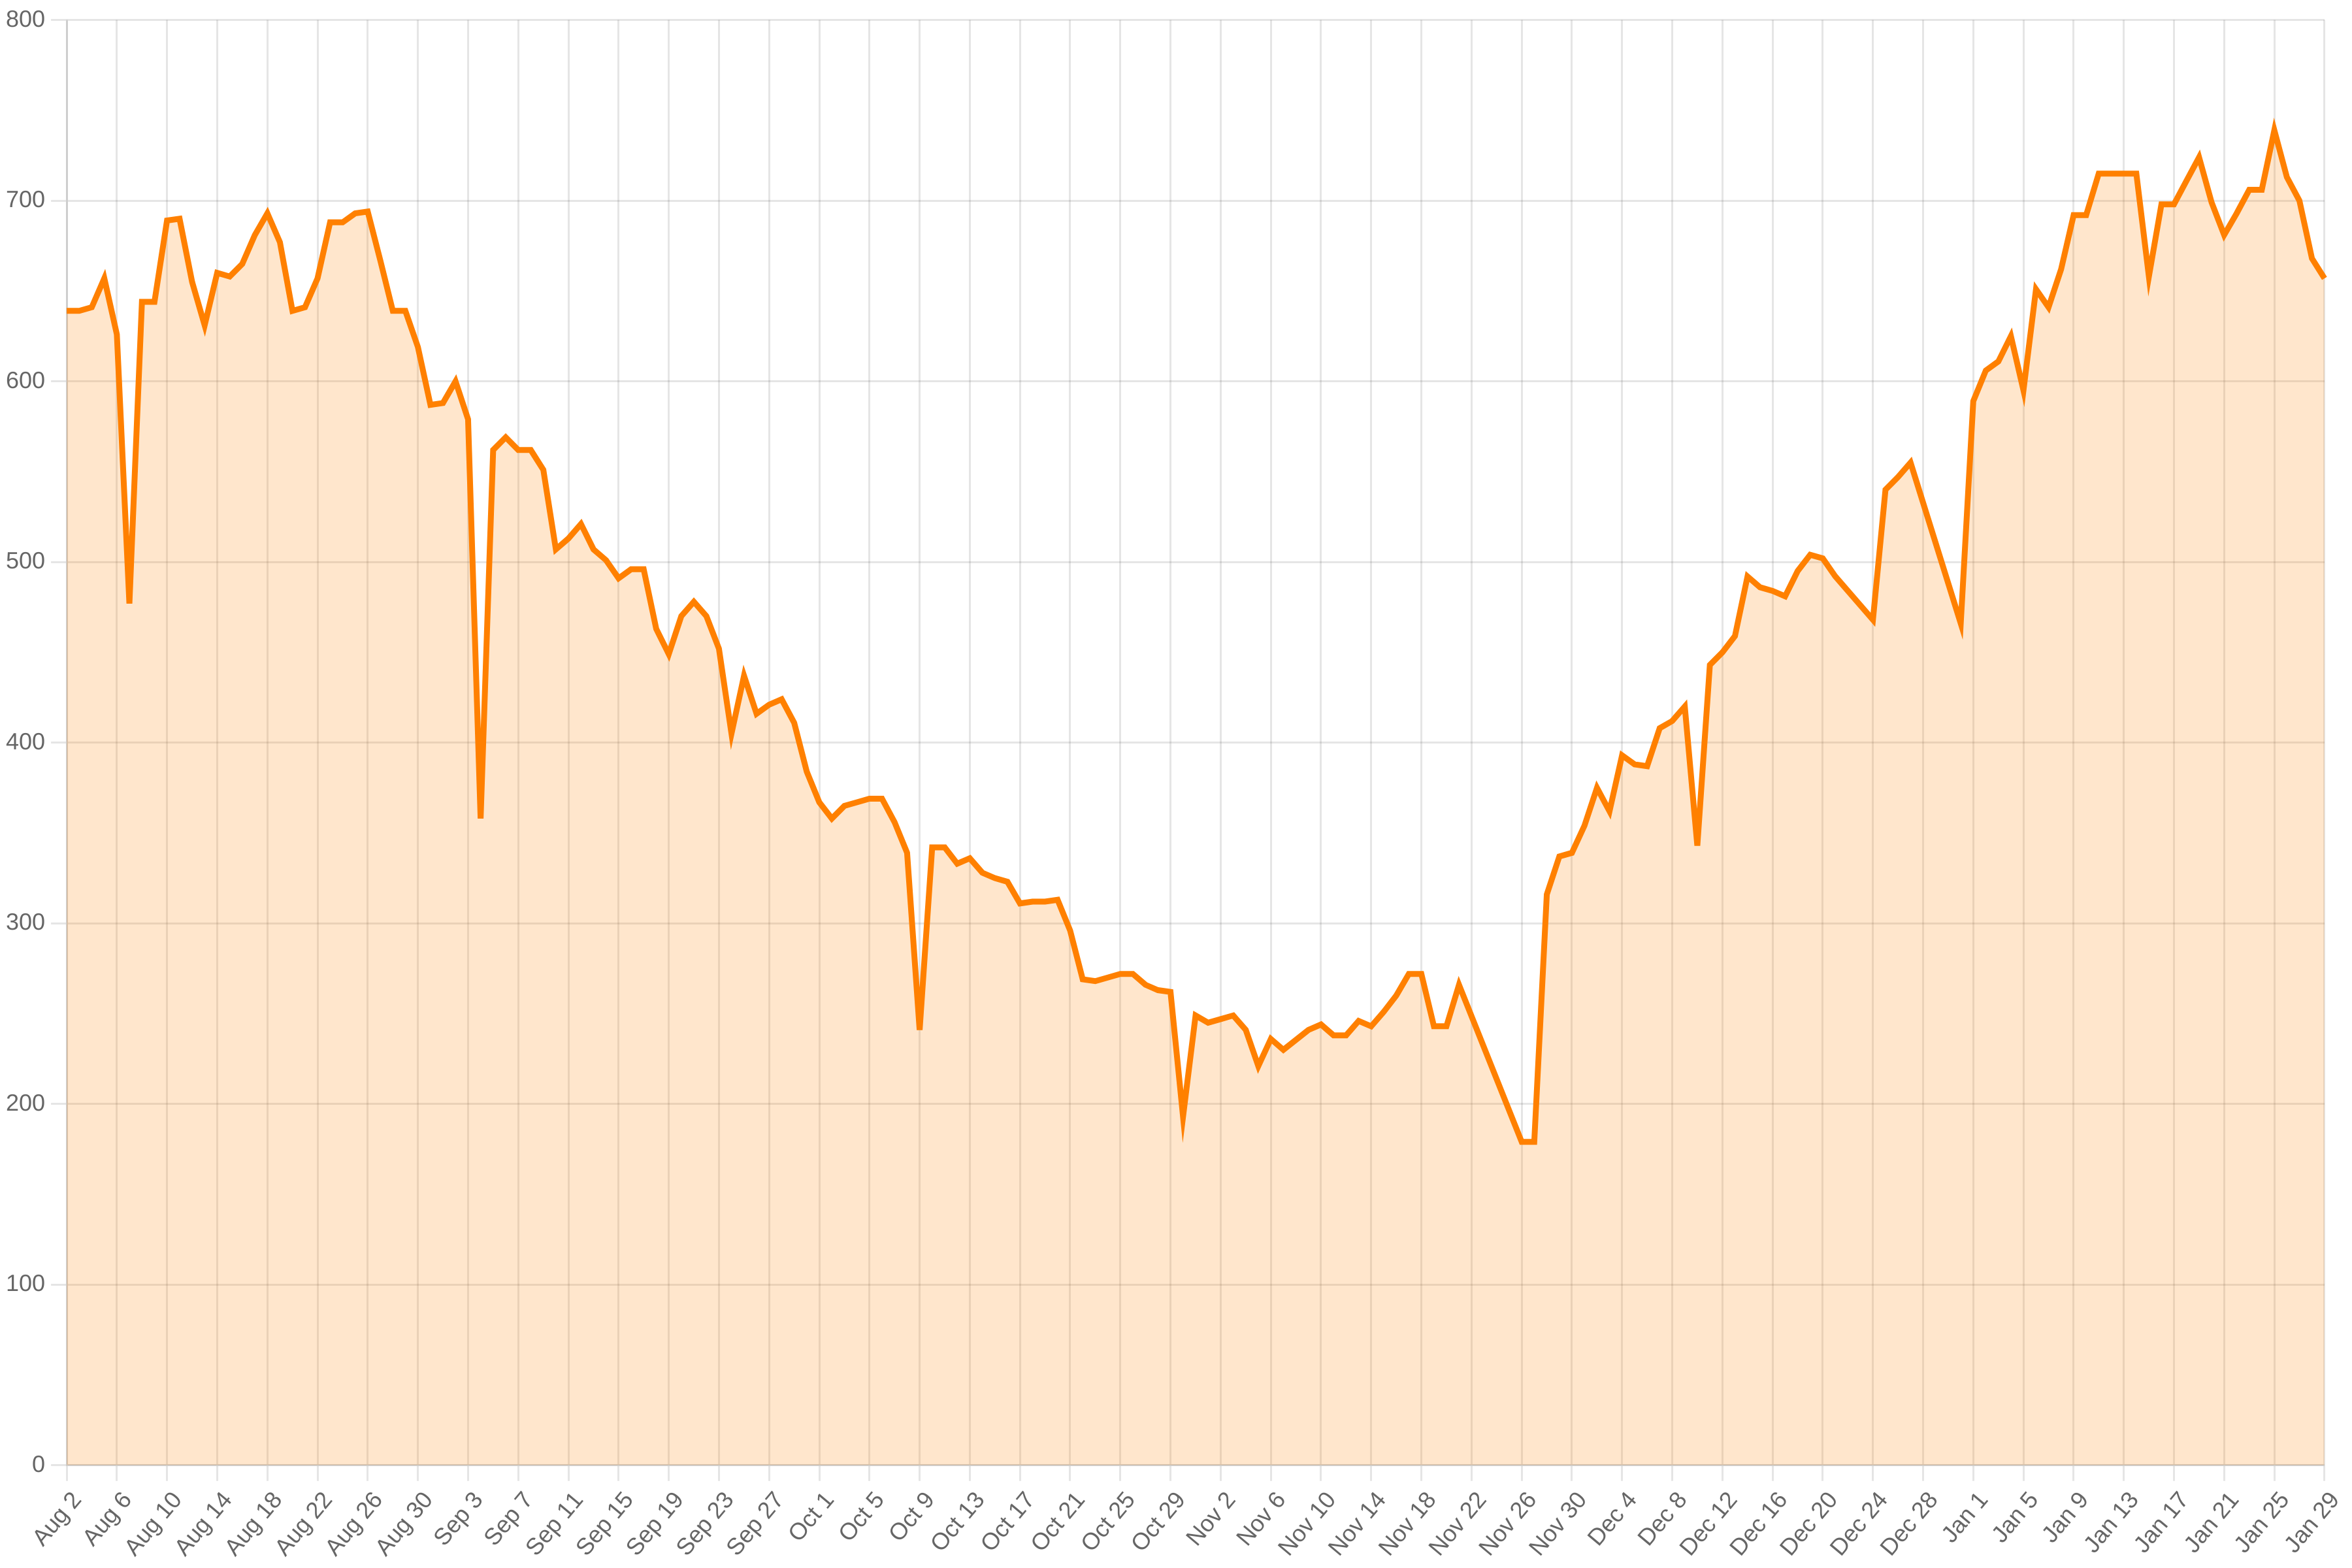 800
700
600
500
400
300
200
100
0
Aug 2
Aug 6
Aug 10
Aug 14
Aug 18
Aug 22
Aug 26
Aug 30
Sep 3
Sep 7
Sep 11
Sep 15
Sep 19
Sep 23
Sep 27
Oct 1
Oct 5
Oct 9
Oct 13
Oct 17
Oct 21
Oct 25
Oct 29
Nov 2
Nov 6
Nov 10
Nov 14
Nov 18
Nov 22
Nov 26
Nov 30
Dec 4
Dec 8
Dec 12
Dec 16
Dec 20
Dec 24
Dec 28
Jan 1
Jan 5
Jan 9
Jan 13
Jan 17
Jan 21
Jan 25
Jan 29